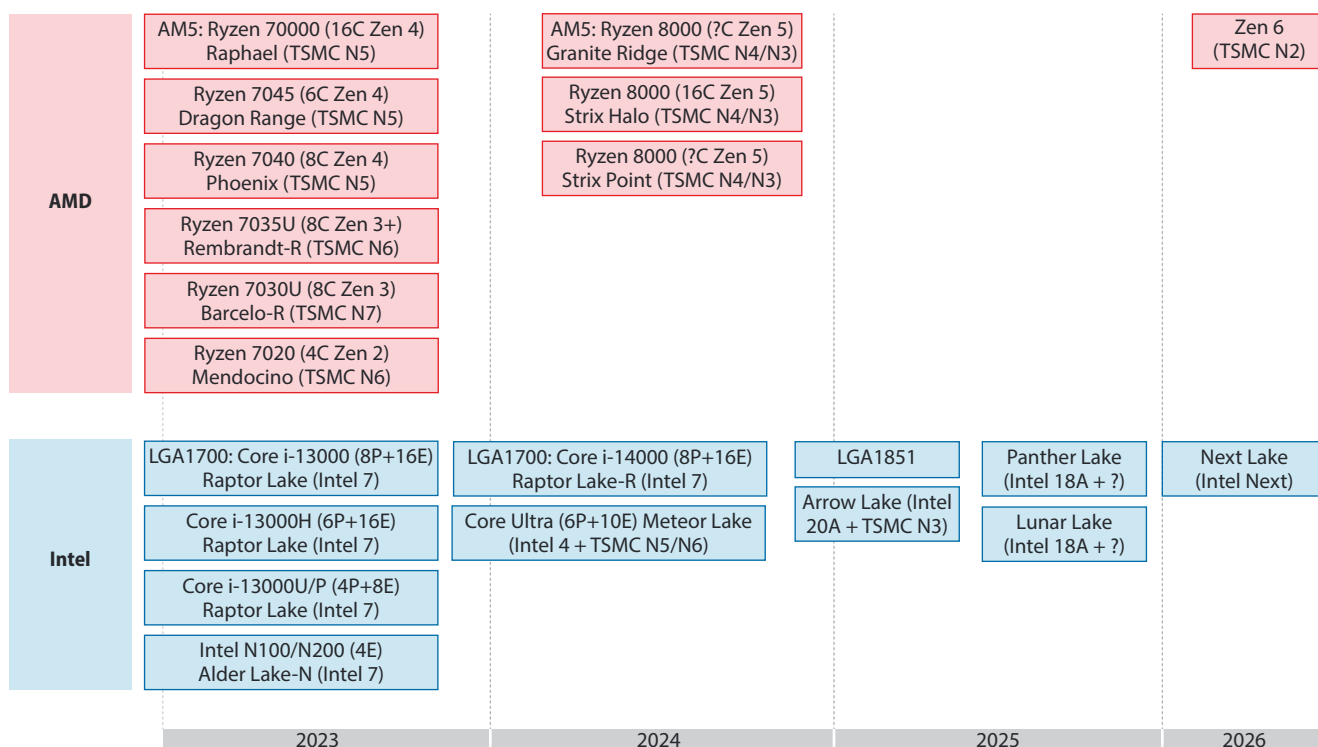 AMD
AM5: Ryzen 70000 (16C Zen 4)
Raphael (TSMC N5)
Ryzen 7045 (6C Zen 4)
Dragon Range (TSMC N5)
Ryzen 7040 (8C Zen 4)
Phoenix (TSMC N5)
Ryzen 7035U (8C Zen 3+)
Rembrandt-R (TSMC N6)
Ryzen 7030U (8C Zen 3)
Barcelo-R (TSMC N7)
Ryzen 7020 (4C Zen 2)
Mendocino (TSMC N6)
AM5: Ryzen 8000 (?C Zen 5)
Granite Ridge (TSMC N4/N3)
Ryzen 8000 (16C Zen 5)
Strix Halo (TSMC N4/N3)
Ryzen 8000 (?C Zen 5)
Strix Point (TSMC N4/N3)
Zen 6
(TSMC N2)
Intel
LGA1700: Core i-13000 (8P+16E)
Raptor Lake (Intel 7)
Core i-13000H (6P+16E)
Raptor Lake (Intel 7)
Core i-13000U/P (4P+8E)
Raptor Lake (Intel 7)
Intel N100/N200 (4E)
Alder Lake-N (Intel 7)
LGA1700: Core i-14000 (8P+16E)
Raptor Lake-R (Intel 7)
Core Ultra (6P+10E) Meteor Lake
(Intel 4 + TSMC N5/N6)
LGA1851
Arrow Lake (Intel
20A + TSMC N3)
Panther Lake
(Intel 18A + ?)
Lunar Lake
(Intel 18A + ?)
Next Lake
(Intel Next)
2023
2024
2025
2026